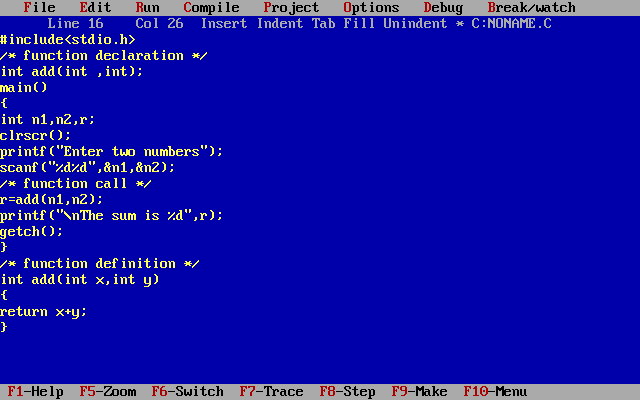 File Edit Run Compile Project Options Debug Break/watch
Line 16 Col 26 Insert Indent Tab Fill Unindent * C:NONAME.C
#include<stdio.h>
/* function declaration */
int add(int ,int);
main()
{
int n1,n2,r;
clrscr();
printf("Enter two numbers");
scanf("%d%d",&n1,&n2);
/* function call */
r=add(n1,n2);
printf("\nThe sum is %d",r);
getch();
}
/* function definition */
int add(int x,int y)
{
return x+y;
}
F1-Help F5-Zoom F6-Switch F7-Trace F8-Step F9-Make F10-Menu